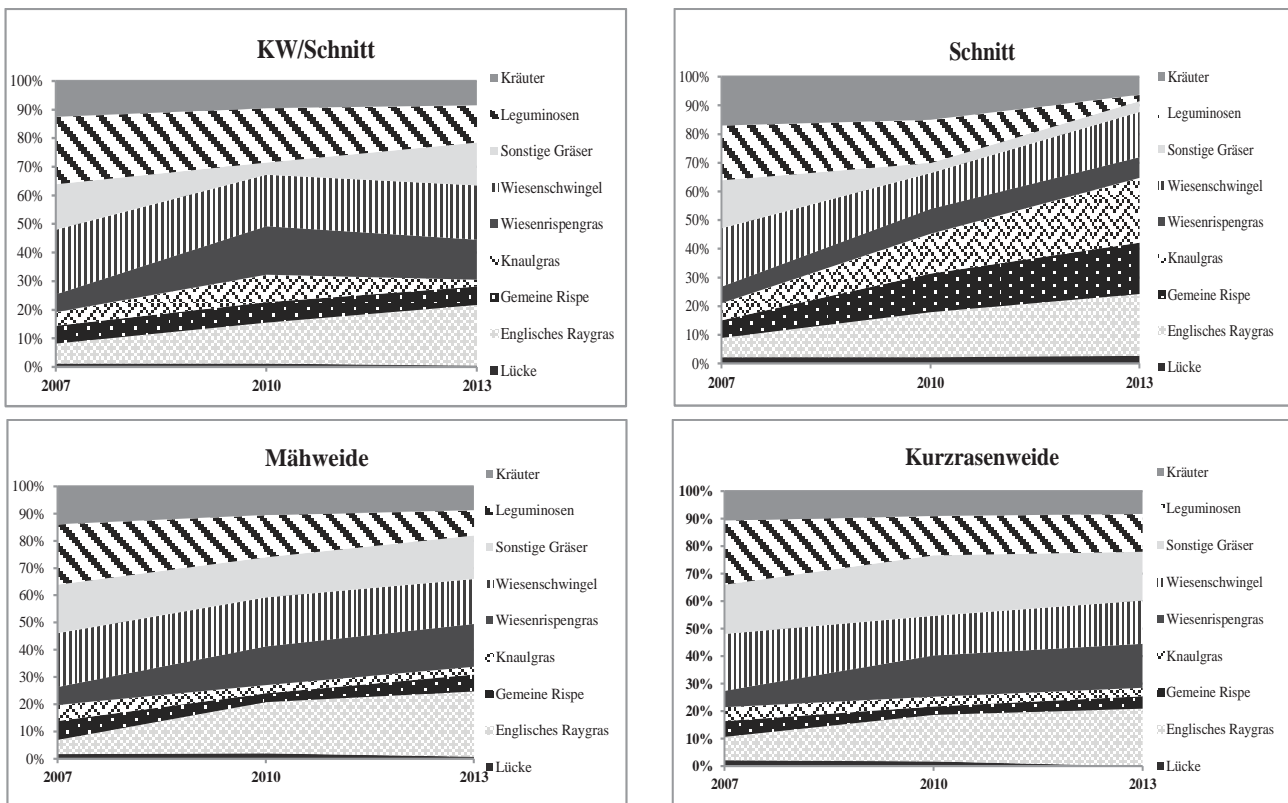 KW/Schnitt
100%
90%
80%
70%
60%
50%
40%
30%
20%
10%
0%
2007
2010
2013
Kräuter
Leguminosen
Sonstige Gräser
Wiesenschwingel
Wiesenrispengras
Knaulgras
Gemeine Rispe
Englisches Raygras
Lücke
Schnitt
100%
90%
80%
70%
60%
50%
40%
30%
20%
10%
0%
2007
2010
2013
Kräuter
Leguminosen
Sonstige Gräser
Wiesenschwingel
Wiesenrispengras
Knaulgras
Gemeine Rispe
Englisches Raygras
Lücke
Mähweide
100%
90%
80%
70%
60%
50%
40%
30%
20%
10%
0%
2007
2010
2013
Kräuter
Leguminosen
Sonstige Gräser
Wiesenschwingel
Wiesenrispengras
Knaulgras
Gemeine Rispe
Englisches Raygras
Lücke
Kurzrasenweide
100%
90%
80%
70%
60%
50%
40%
30%
20%
10%
0%
2007
2010
2013
Kräuter
Leguminosen
Sonstige Gräser
Wiesenschwingel
Wiesenrispengras
Knaulgras
Gemeine Rispe
Englisches Raygras
Lücke